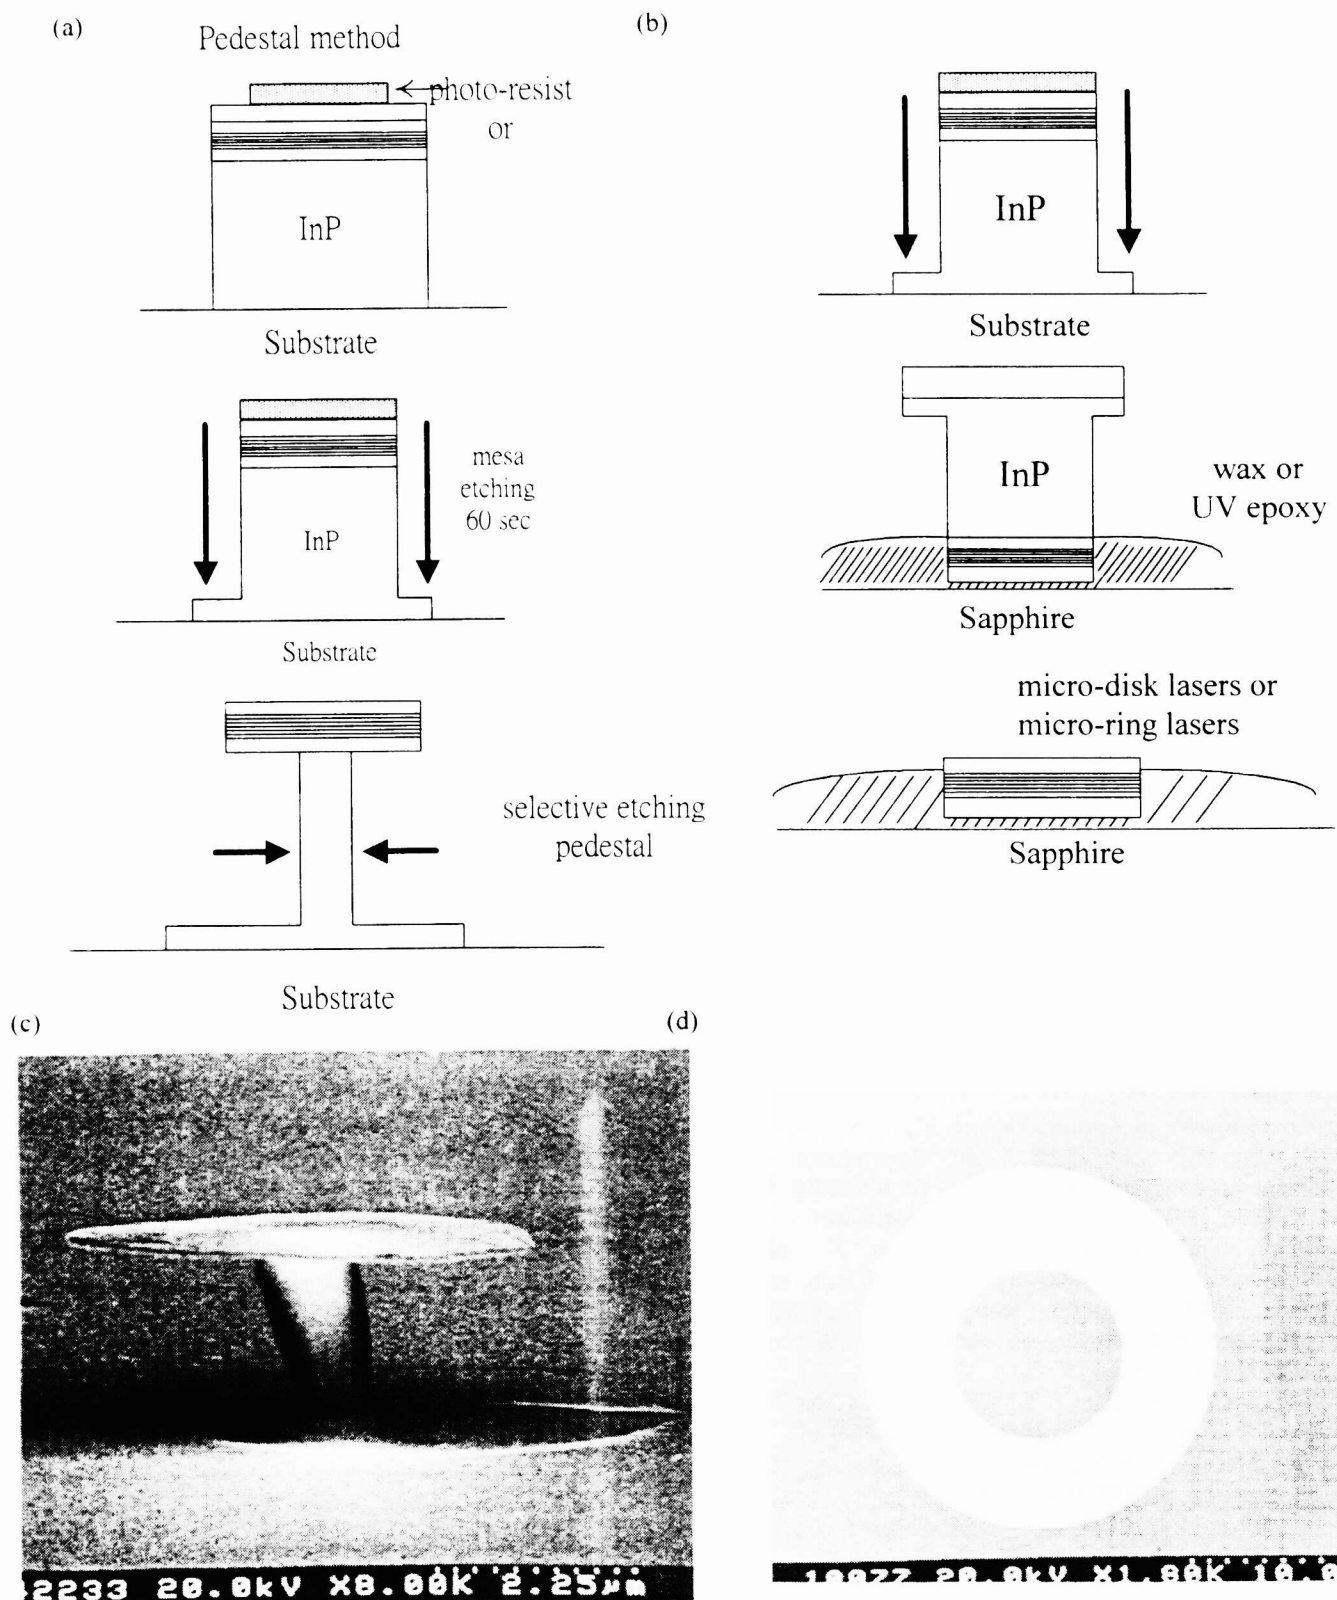 (a)
Pedestal method
photo-resist
or
InP
Substrate
mesa
etching
60 sec
InP
Substrate
selective etching
pedestal
Substrate
(b)
InP
Substrate
InP
wax or
UV epoxy
Sapphire
micro-disk lasers or
micro-ring lasers
Sapphire
(c)
2233 20.0kV X8.00K 2.25µm
(d)
20.0kV X1.80K 10.0